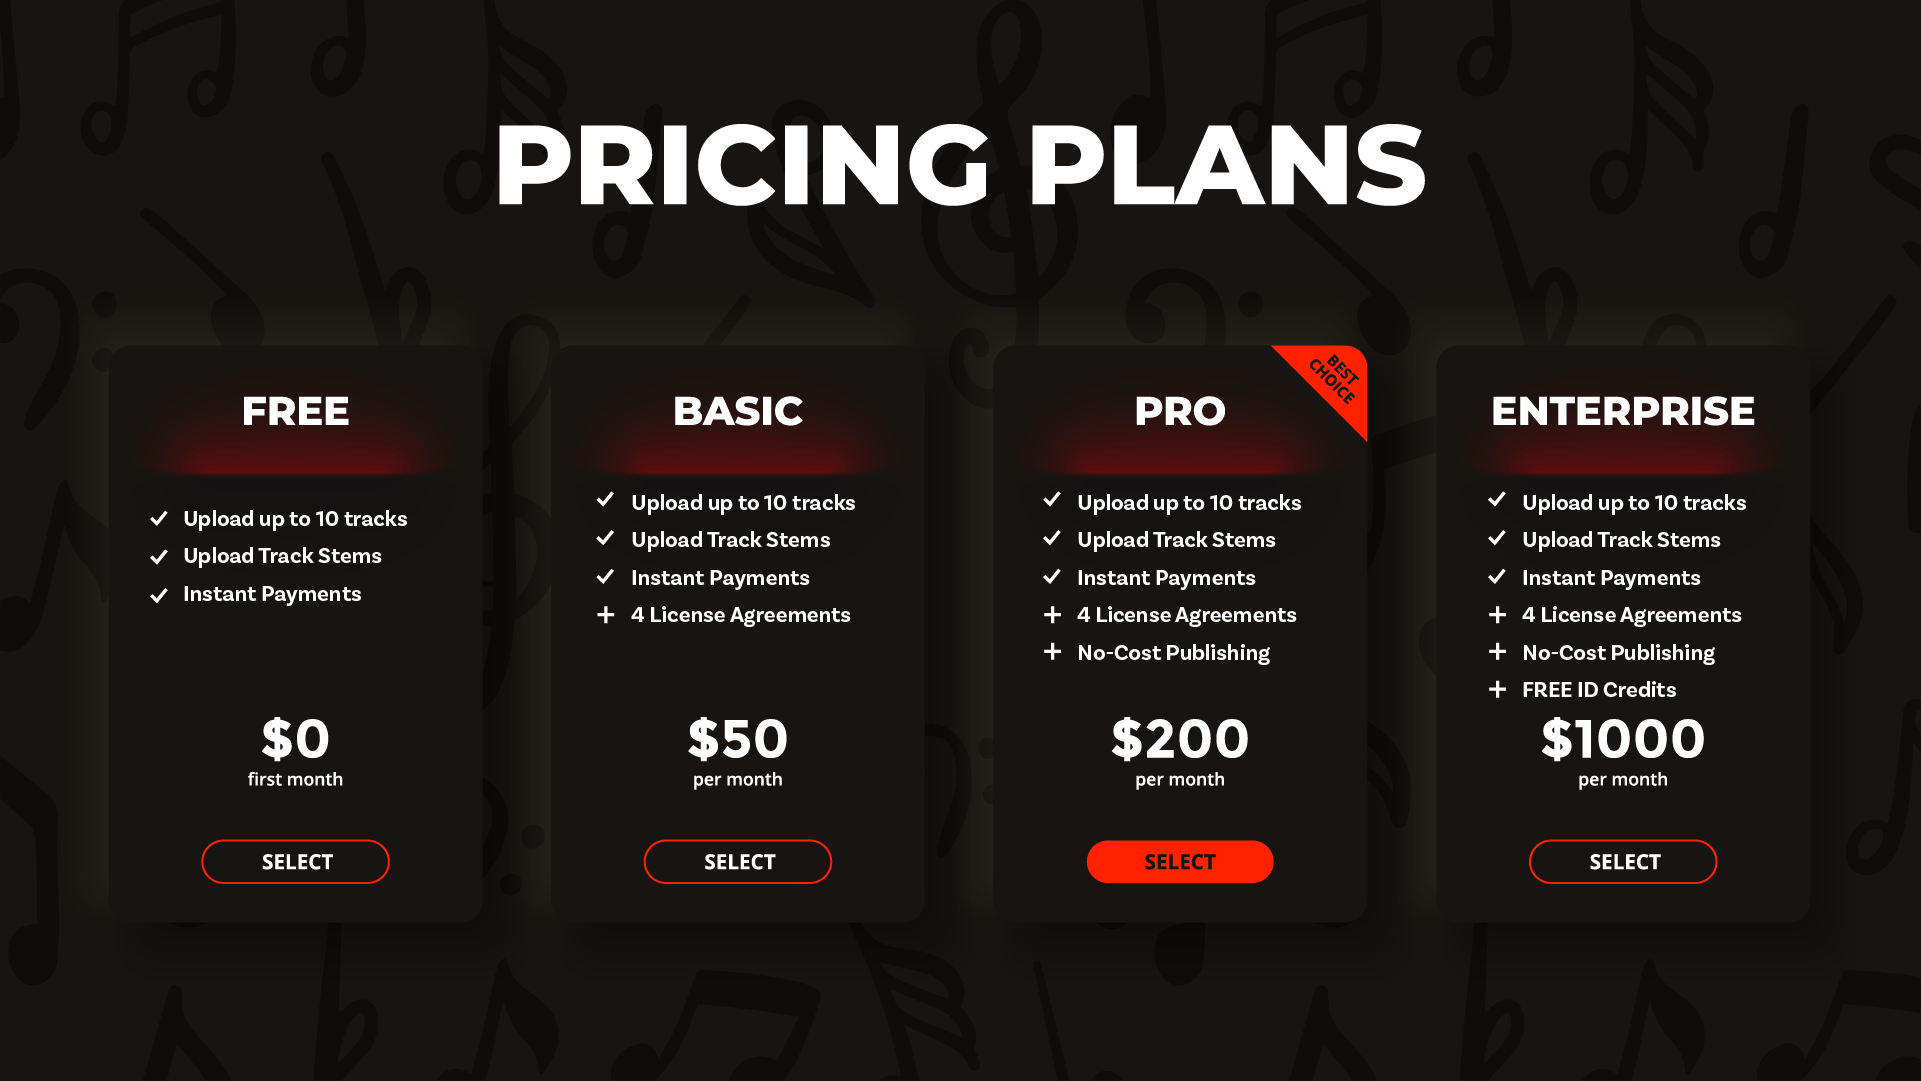 PRICING PLANS
FREE
Upload up to 10 tracks
Upload Track Stems
Instant Payments
$0
first month
SELECT
BASIC
Upload up to 10 tracks
Upload Track Stems
Instant Payments
+ 4 License Agreements
$50
per month
SELECT
BEST
CHOICE
PRO
Upload up to 10 tracks
Upload Track Stems
Instant Payments
+ 4 License Agreements
+ No-Cost Publishing
$200
per month
SELECT
ENTERPRISE
Upload up to 10 tracks
Upload Track Stems
Instant Payments
+ 4 License Agreements
+ No-Cost Publishing
+ FREE ID Credits
$1000
per month
SELECT